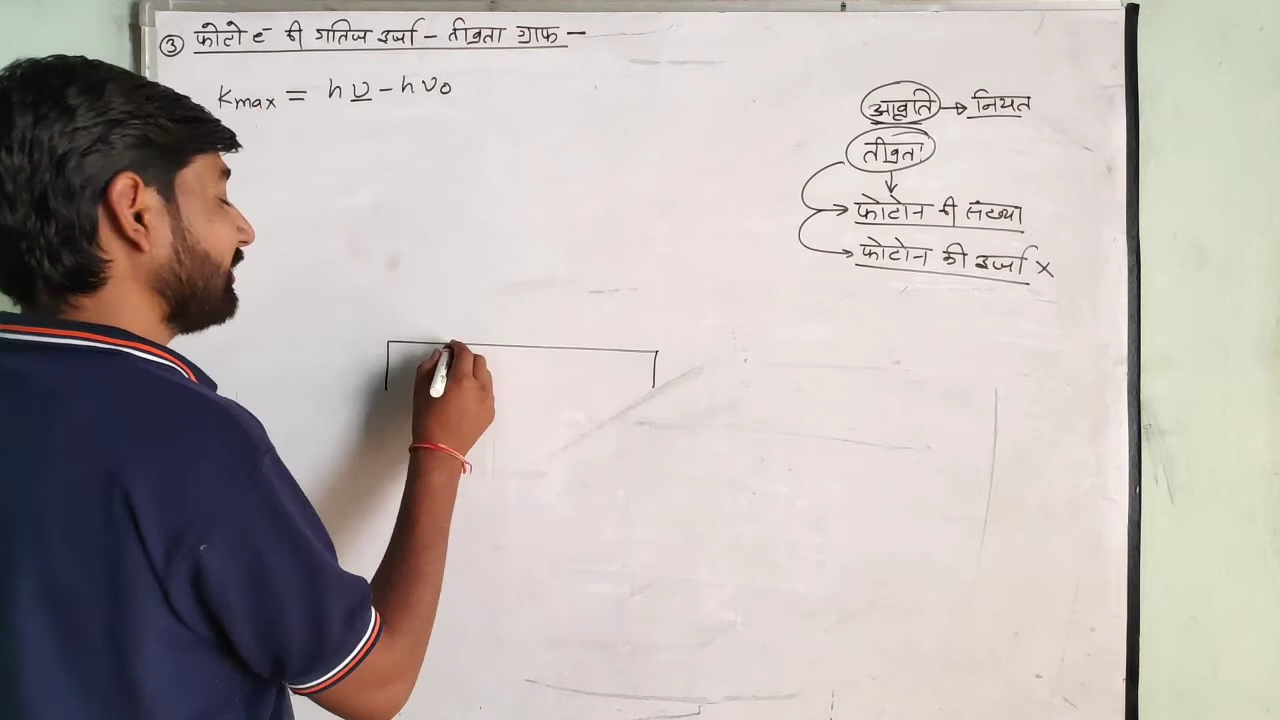 ③ फोटो e⁻ की गतिज ऊर्जा - तीव्रता ग्राफ -
Kmax = hυ - hυ₀
आवृति → नियत
तीव्रता
फोटोन की संख्या
फोटोन की ऊर्जा ×